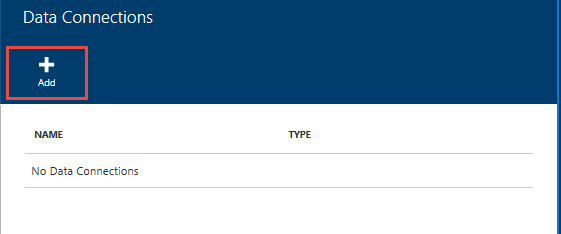 Data Connections
Add
NAME TYPE
No Data Connections